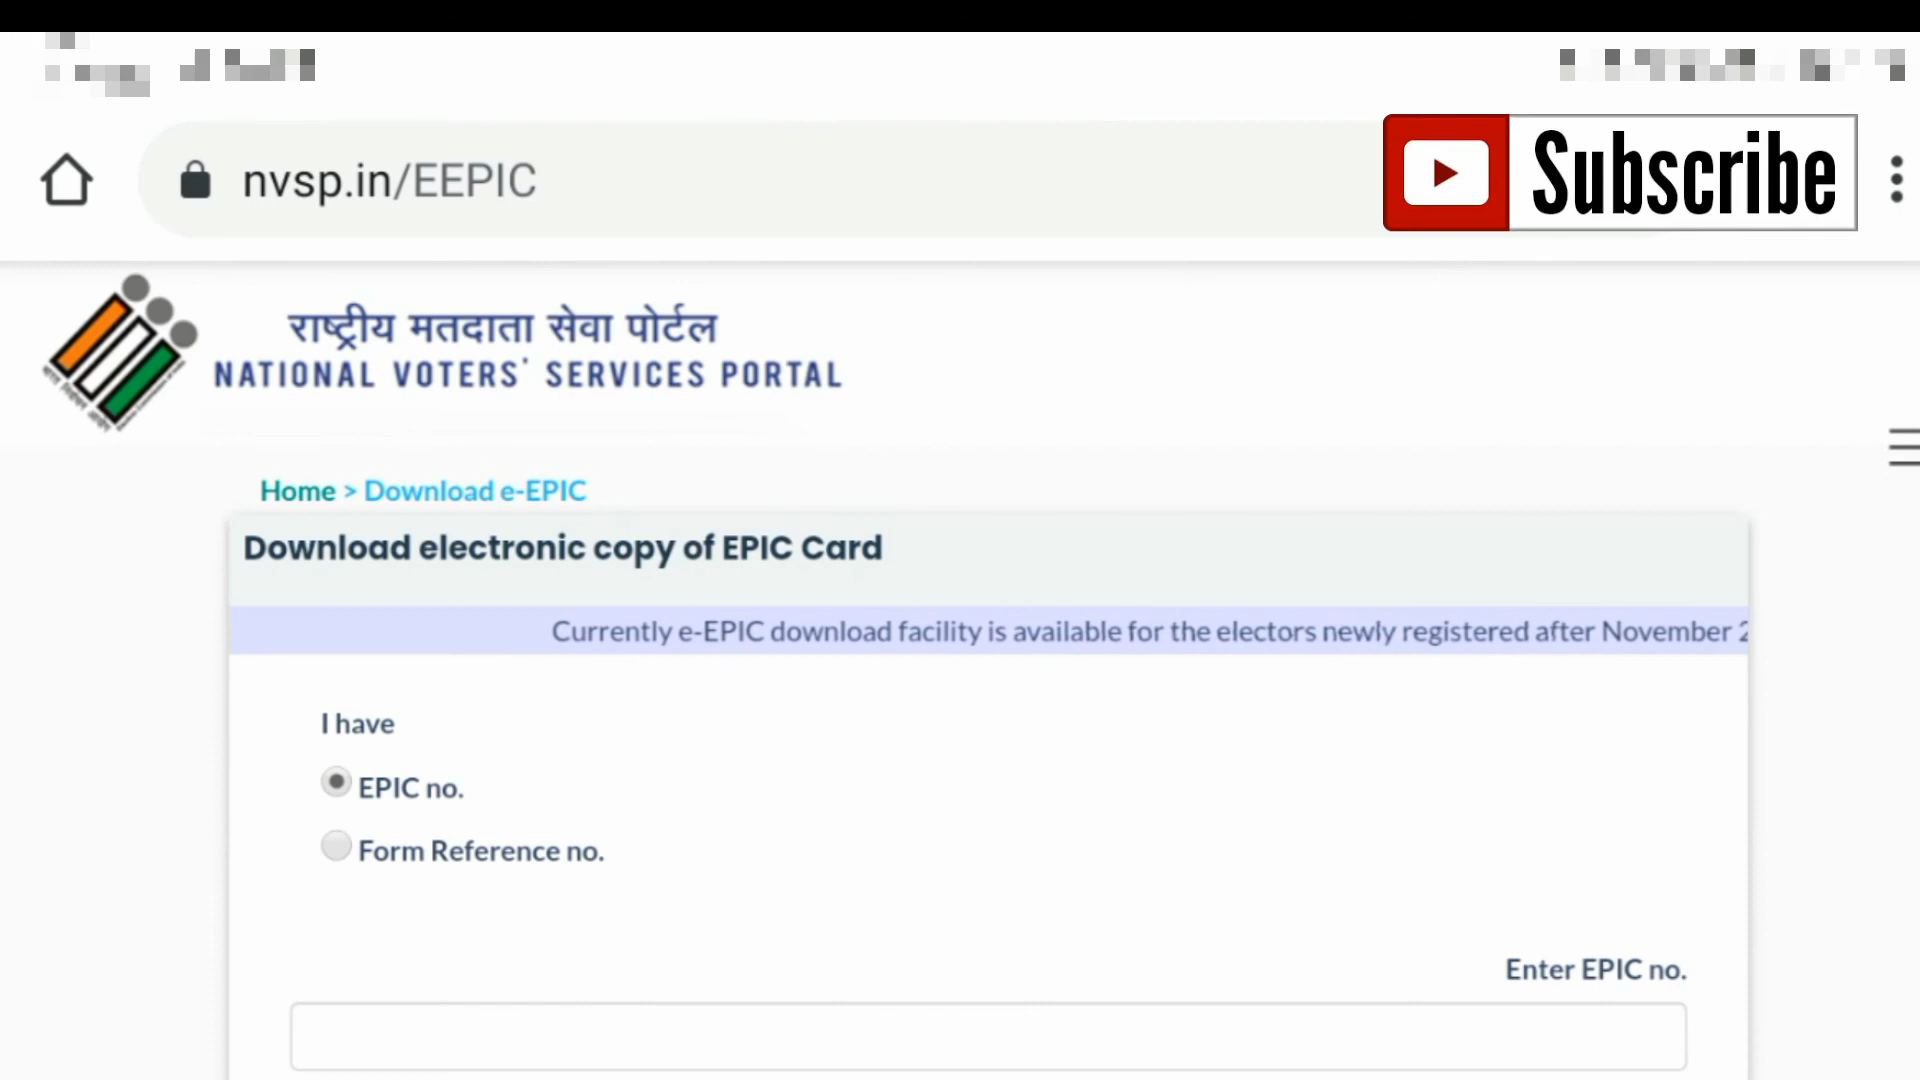 nvsp.in/EEPIC
Subscribe
राष्ट्रीय मतदाता सेवा पोर्टल
NATIONAL VOTERS' SERVICES PORTAL
Home > Download e-EPIC
Download electronic copy of EPIC Card
Currently e-EPIC download facility is available for the electors newly registered after November
I have
EPIC no.
Form Reference no.
Enter EPIC no.